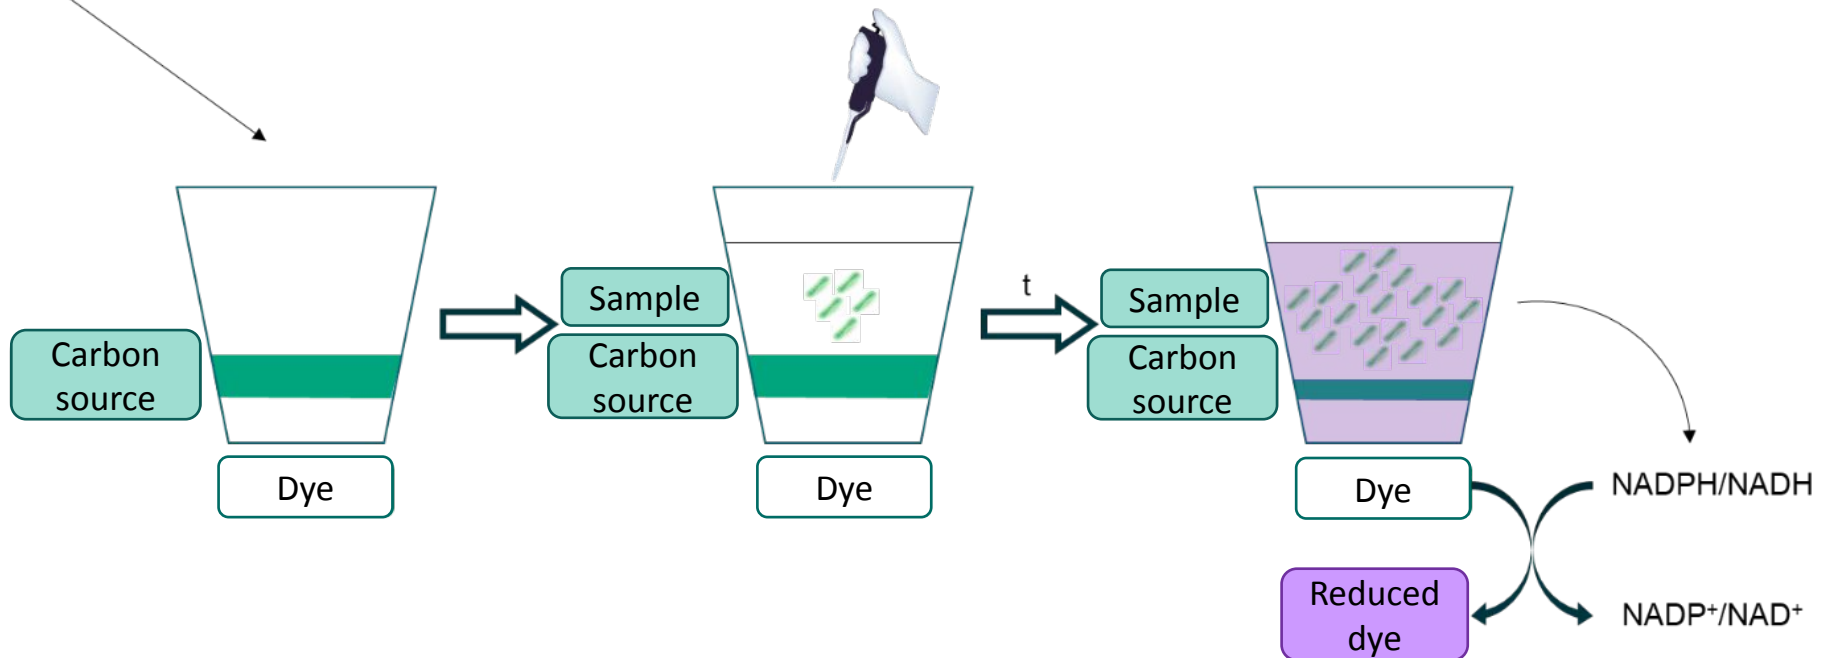 Carbon
source
Dye
Sample
Carbon
source
Dye
t
Sample
Carbon
source
Dye
NADPH/NADH
Reduced
dye
NADP⁺/NAD⁺